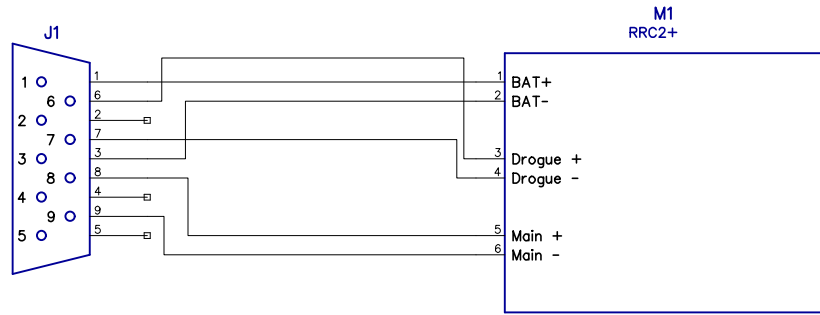 M1
J1
RRC2+
1 1 1 BAT+
6 6 2 BAT-
2 2
7 7
3 3 3 Drogue +
8 8 4 Drogue -
4 4
9 9
5 5 5 Main +
6 Main -